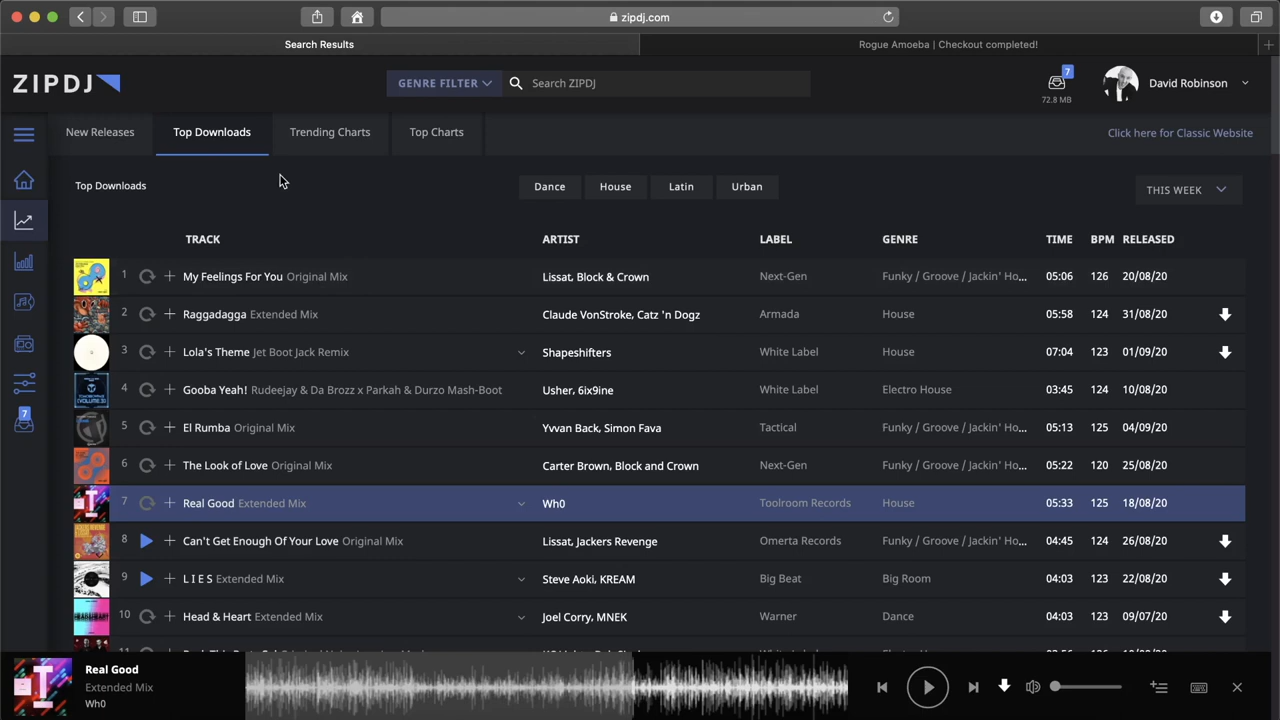 zipdj.com
Search Results
Rogue Amoeba | Checkout completed!
ZIPDJ
GENRE FILTER
Search ZIPDJ
7
72.8 MB
David Robinson
New Releases
Top Downloads
Trending Charts
Top Charts
Click here for Classic Website
Top Downloads
Dance
House
Latin
Urban
THIS WEEK
TRACK ARTIST LABEL GENRE TIME BPM RELEASED
1 My Feelings For You Original Mix Lissat, Block & Crown Next-Gen Funky / Groove / Jackin' Ho... 05:06 126 20/08/20
2 Raggadagga Extended Mix Claude VonStroke, Catz 'n Dogz Armada House 05:58 124 31/08/20
3 Lola's Theme Jet Boot Jack Remix Shapeshifters White Label House 07:04 123 01/09/20
4 Gooba Yeah! Rudeejay & Da Brozz x Parkah & Durzo Mash-Boot Usher, 6ix9ine White Label Electro House 03:45 124 10/08/20
5 El Rumba Original Mix Yvvan Back, Simon Fava Tactical Funky / Groove / Jackin' Ho... 05:13 125 04/09/20
6 The Look of Love Original Mix Carter Brown, Block and Crown Next-Gen Funky / Groove / Jackin' Ho... 05:22 120 25/08/20
7 Real Good Extended Mix Wh0 Toolroom Records House 05:33 125 18/08/20
8 Can't Get Enough Of Your Love Original Mix Lissat, Jackers Revenge Omerta Records Funky / Groove / Jackin' Ho... 04:45 124 26/08/20
9 L I E S Extended Mix Steve Aoki, KREAM Big Beat Big Room 04:03 123 22/08/20
10 Head & Heart Extended Mix Joel Corry, MNEK Warner Dance 04:03 123 09/07/20
7
Real Good
Extended Mix
Wh0